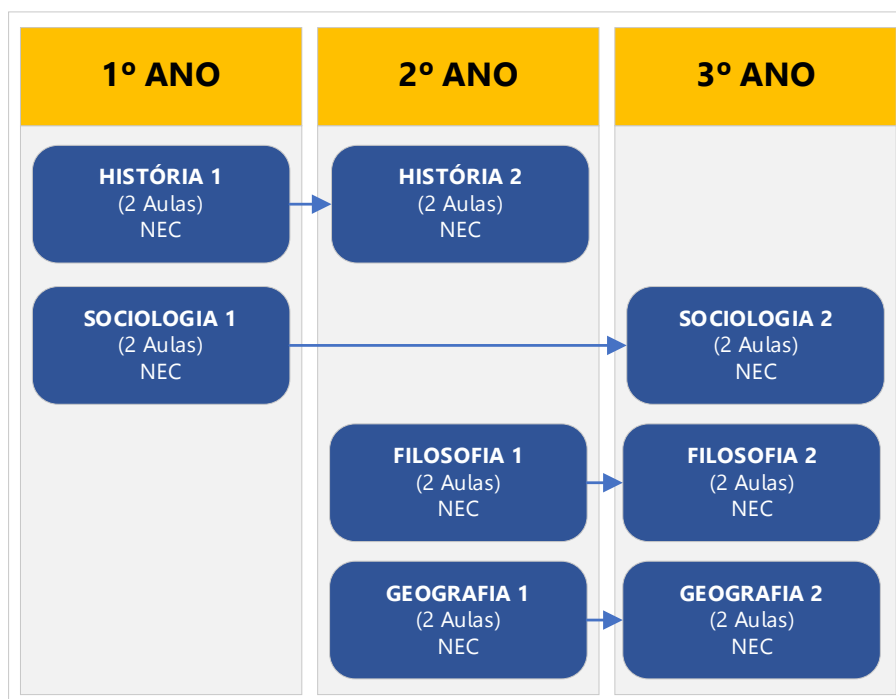 1º ANO
2º ANO
3º ANO
HISTÓRIA 1
(2 Aulas)
NEC
HISTÓRIA 2
(2 Aulas)
NEC
SOCIOLOGIA 1
(2 Aulas)
NEC
SOCIOLOGIA 2
(2 Aulas)
NEC
FILOSOFIA 1
(2 Aulas)
NEC
FILOSOFIA 2
(2 Aulas)
NEC
GEOGRAFIA 1
(2 Aulas)
NEC
GEOGRAFIA 2
(2 Aulas)
NEC